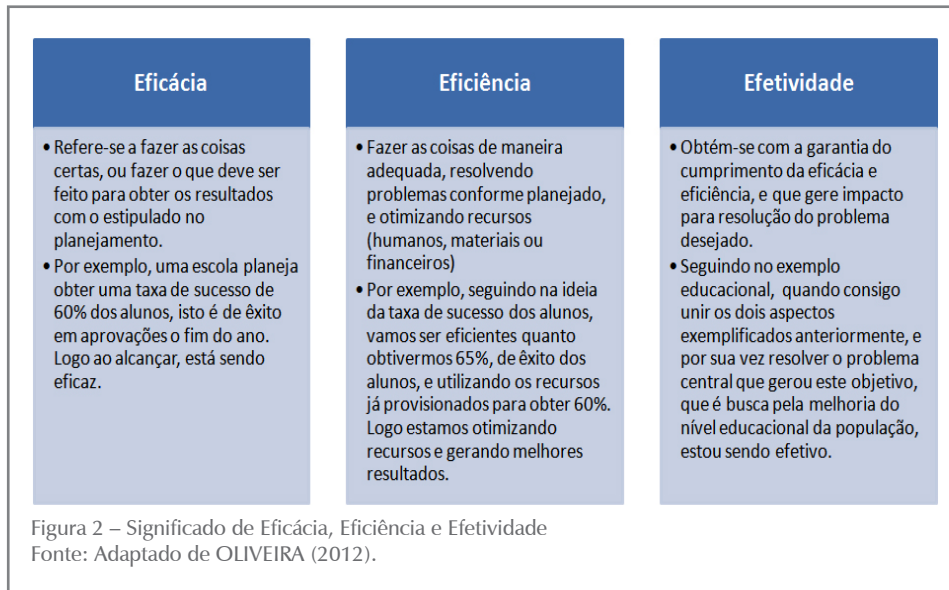 Eficácia
• Refere-se a fazer as coisas
certas, ou fazer o que deve ser
feito para obter os resultados
com o estipulado no
planejamento.
• Por exemplo, uma escola planeja
obter uma taxa de sucesso de
60% dos alunos, isto é de êxito
em aprovações o fim do ano.
Logo ao alcançar, está sendo
eficaz.
Eficiência
• Fazer as coisas de maneira
adequada, resolvendo
problemas conforme planejado,
e otimizando recursos
(humanos, materiais ou
financeiros)
• Por exemplo, seguindo na ideia
da taxa de sucesso dos alunos,
vamos ser eficientes quanto
obtivermos 65%, de êxito dos
alunos, e utilizando os recursos
já provisionados para obter 60%.
Logo estamos otimizando
recursos e gerando melhores
resultados.
Efetividade
• Obtém-se com a garantia do
cumprimento da eficácia e
eficiência, e que gere impacto
para resolução do problema
desejado.
• Seguindo no exemplo
educacional, quando consigo
unir os dois aspectos
exemplificados anteriormente, e
por sua vez resolver o problema
central que gerou este objetivo,
que é busca pela melhoria do
nível educacional da população,
estou sendo efetivo.
Figura 2 – Significado de Eficácia, Eficiência e Efetividade
Fonte: Adaptado de OLIVEIRA (2012).